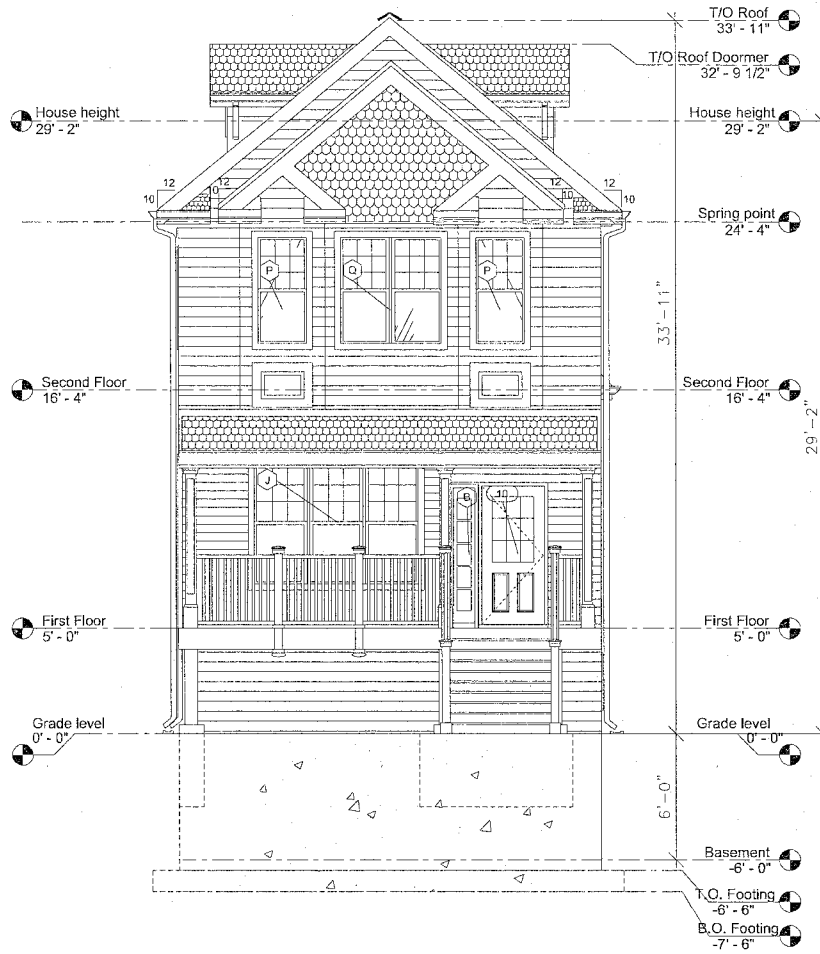 T/O Roof
33' - 11"
T/O Roof Doormer
32' - 9 1/2"
House height
29' - 2"
House height
29' - 2"
12
10
12
10
12
10
12
10
Spring point
24' - 4"
P
Q
P
33'-11"
Second Floor
16' - 4"
Second Floor
16' - 4"
29'-2"
J
B
10
First Floor
5' - 0"
First Floor
5' - 0"
Grade level
0' - 0"
Grade level
0' - 0"
6'-0"
Basement
-6' - 0"
T.O. Footing
-6' - 6"
B.O. Footing
-7' - 6"